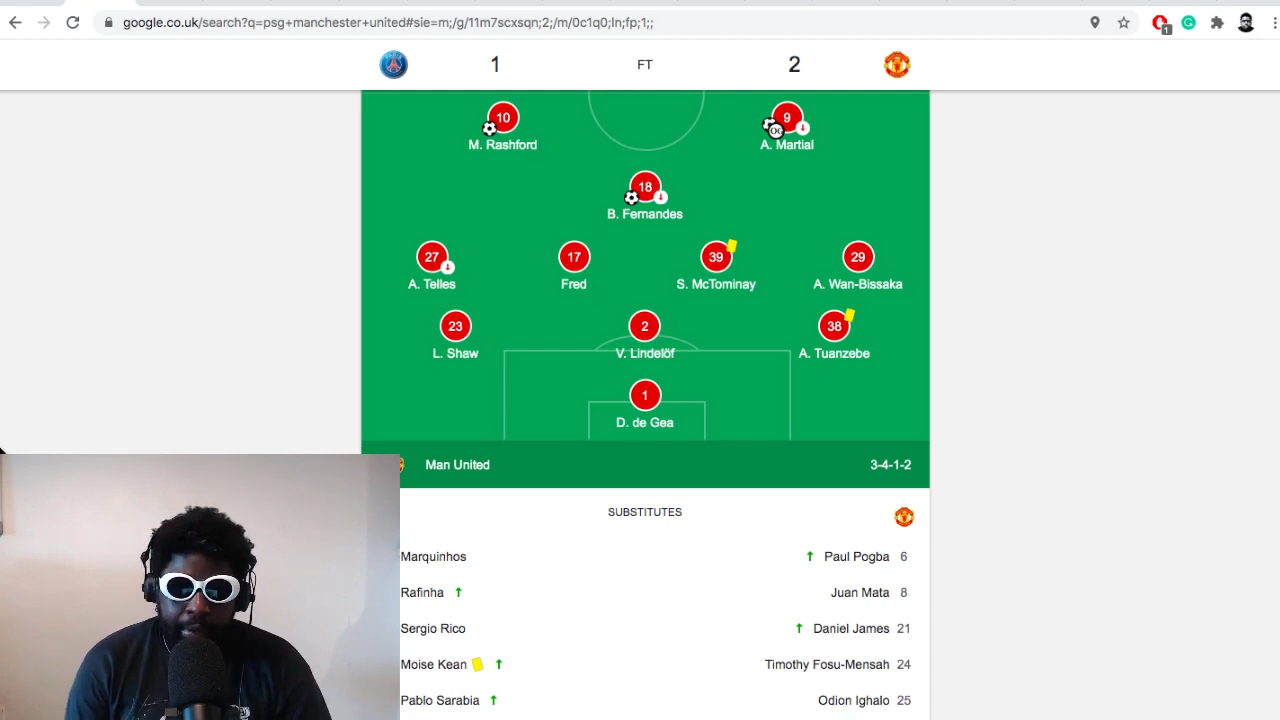 google.co.uk/search?q=psg+manchester+united#sie=m;/g/11m7scxsqn;2;/m/0c1q0;ln;fp;1;;
1
1 FT 2
10 9
OG
M. Rashford A. Martial
18
B. Fernandes
27 17 39 29
A. Telles Fred S. McTominay A. Wan-Bissaka
23 2 38
L. Shaw V. Lindelöf A. Tuanzebe
1
D. de Gea
Man United 3-4-1-2
SUBSTITUTES
Marquinhos Paul Pogba 6
Rafinha Juan Mata 8
Sergio Rico Daniel James 21
Moise Kean Timothy Fosu-Mensah 24
Pablo Sarabia Odion Ighalo 25